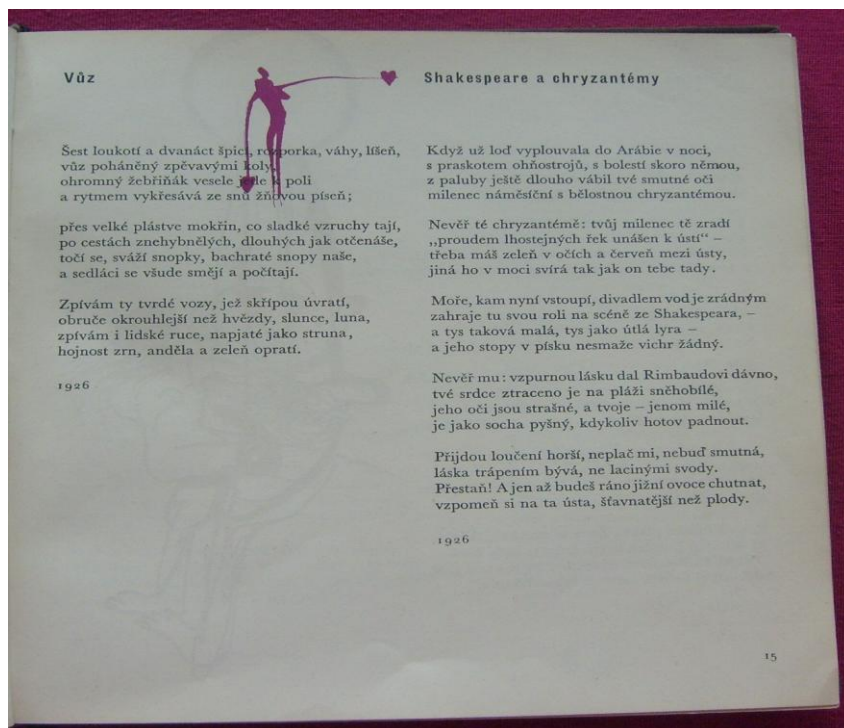 Vůz
Šest loukotí a dvanáct špicí, rozporka, váhy, líšeň,
vůz poháněný zpěvavými koly,
ohromný žebřiňák vesele jede k poli
a rytmem vykřesává ze snů žňovou píseň;
přes velké plástve mokřin, co sladké vzruchy tají,
po cestách znehybnělých, dlouhých jak otčenáše,
točí se, sváží snopky, bachraté snopy naše,
a sedláci se všude smějí a počítají.
Zpívám ty tvrdé vozy, jež skřípou úvratí,
obruče okrouhlejší než hvězdy, slunce, luna,
zpívám i lidské ruce, napjaté jako struna,
hojnost zrn, anděla a zeleň opratí.
1926
Shakespeare a chryzantémy
Když už loď vyplouvala do Arábie v noci,
s praskotem ohňostrojů, s bolestí skoro němou,
z paluby ještě dlouho vábil tvé smutné oči
milenec náměsíční s bělostnou chryzantémou.
Nevěř té chryzantémě: tvůj milenec tě zradí
„proudem lhostejných řek unášen k ústí“ –
třeba máš zeleň v očích a červeň mezi ústy,
jiná ho v moci svírá tak jak on tebe tady.
Moře, kam nyní vstoupí, divadlem vod je zrádným
zahraje tu svou roli na scéně ze Shakespeara, –
a tys taková malá, tys jako útlá lyra –
a jeho stopy v písku nesmaže vichr žádný.
Nevěř mu: vzpurnou lásku dal Rimbaudovi dávno,
tvé srdce ztraceno je na pláži sněhobílé,
jeho oči jsou strašné, a tvoje – jenom milé,
je jako socha pyšný, kdykoliv hotov padnout.
Přijdou loučení horší, neplač mi, nebuď smutná,
láska trápením bývá, ne lacinými svody.
Přestaň! A jen až budeš ráno jižní ovoce chutnat,
vzpomeň si na ta ústa, šťavnatější než plody.
1926
15